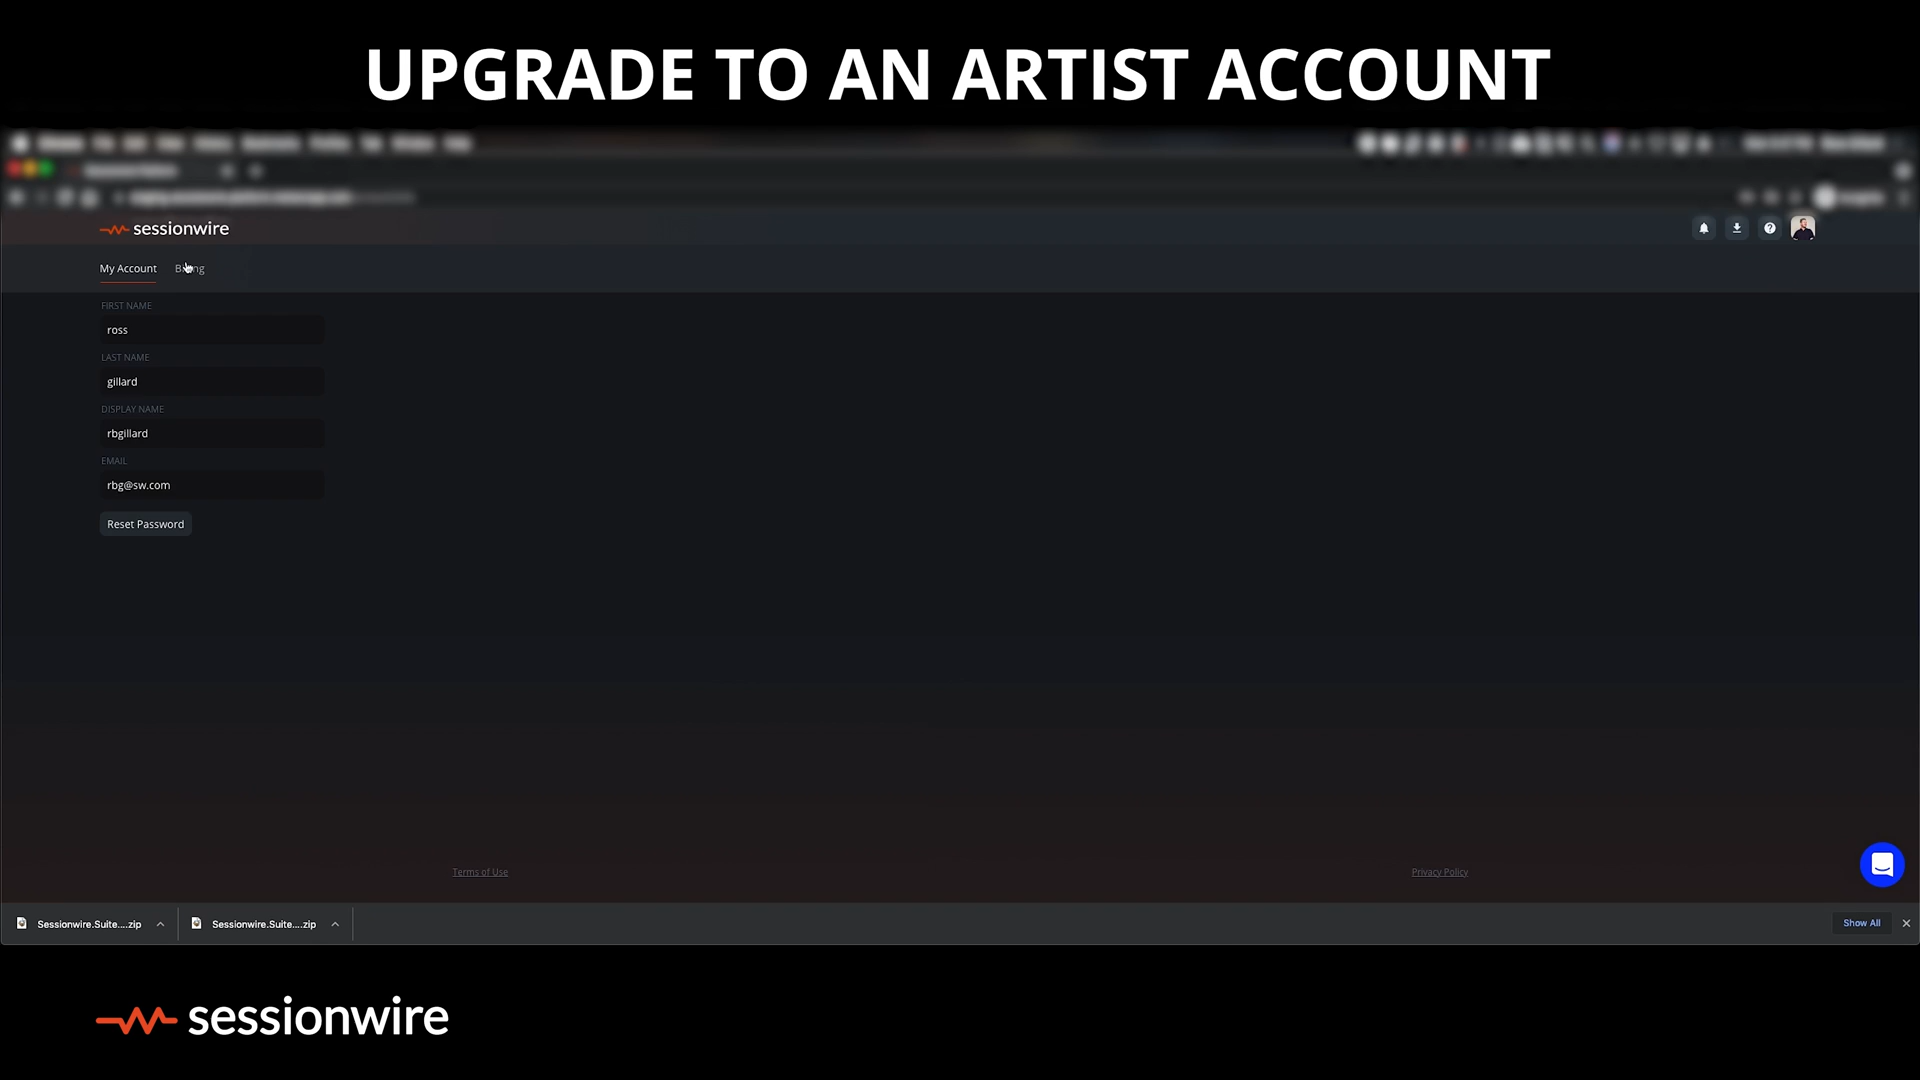 UPGRADE TO AN ARTIST ACCOUNT
sessionwire
My Account
FIRST NAME
ross
LAST NAME
gillard
DISPLAY NAME
rbgillard
EMAIL
rbg@sw.com
Reset Password
Terms of Use Privacy Policy
Sessionwire.Suite....zip Sessionwire.Suite....zip Show All
sessionwire